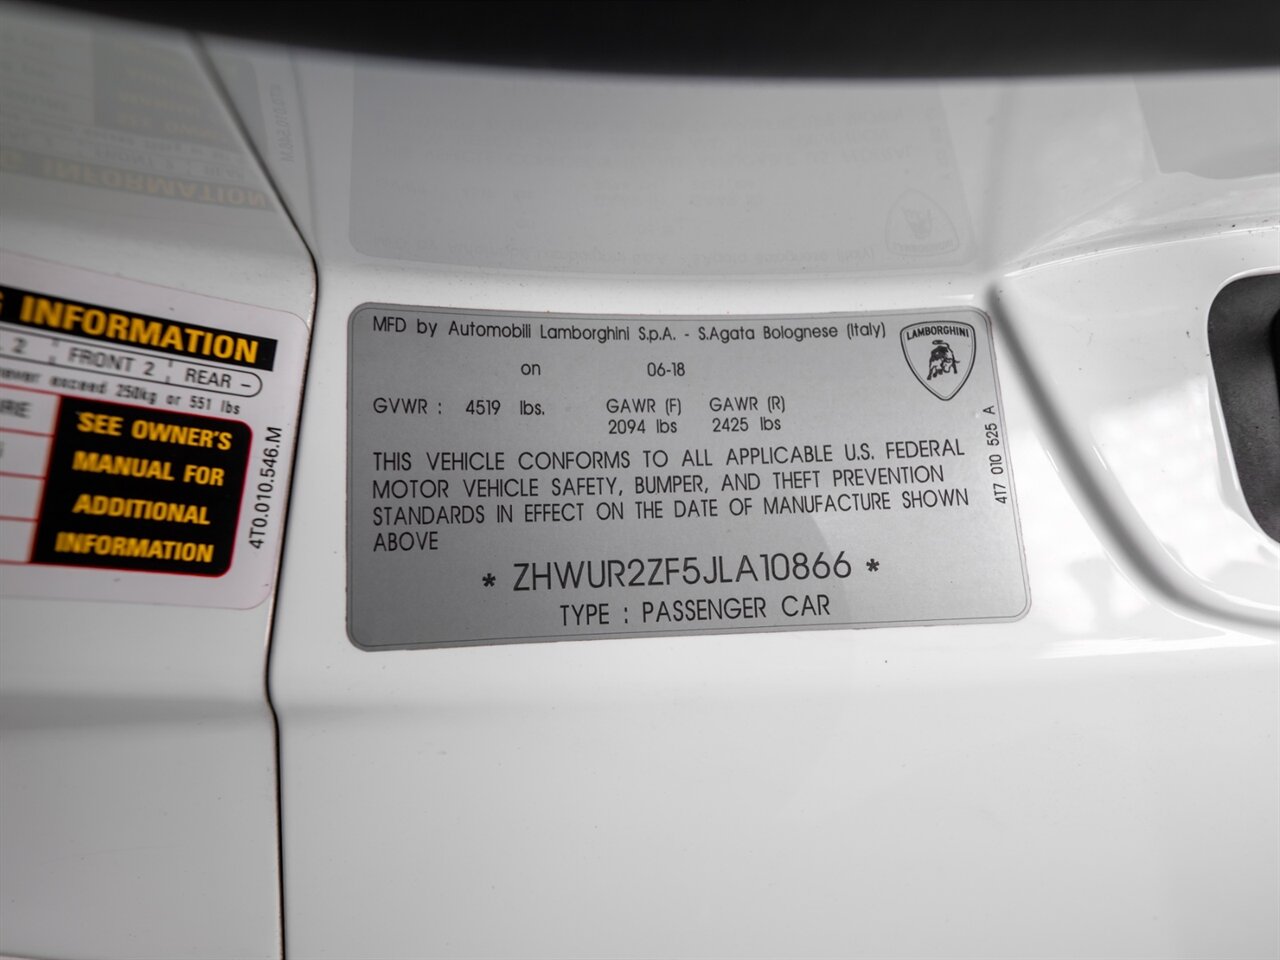 INFORMATION
2 FRONT 2 REAR -
never exceed 250kg or 551 lbs
SEE OWNER'S
MANUAL FOR
ADDITIONAL
INFORMATION
4T0.010.546.M
MFD by Automobili Lamborghini S.p.A. - S.Agata Bolognese (Italy)
on 06-18
LAMBORGHINI
GVWR : 4519 lbs. GAWR (F) GAWR (R)
2094 lbs 2425 lbs
THIS VEHICLE CONFORMS TO ALL APPLICABLE U.S. FEDERAL
MOTOR VEHICLE SAFETY, BUMPER, AND THEFT PREVENTION
STANDARDS IN EFFECT ON THE DATE OF MANUFACTURE SHOWN
ABOVE
* ZHWUR2ZF5JLA10866 *
TYPE : PASSENGER CAR
4T7 010 525 A